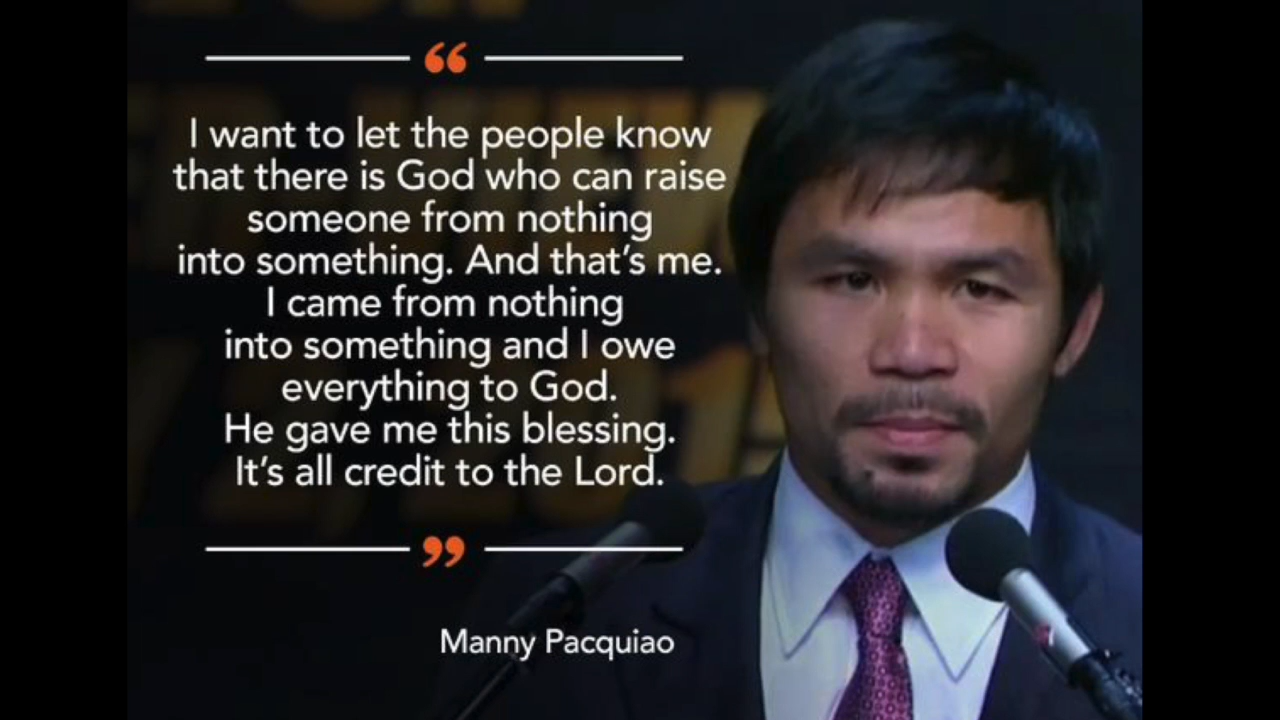 “
I want to let the people know
that there is God who can raise
someone from nothing
into something. And that’s me.
I came from nothing
into something and I owe
everything to God.
He gave me this blessing.
It’s all credit to the Lord.
”
Manny Pacquiao